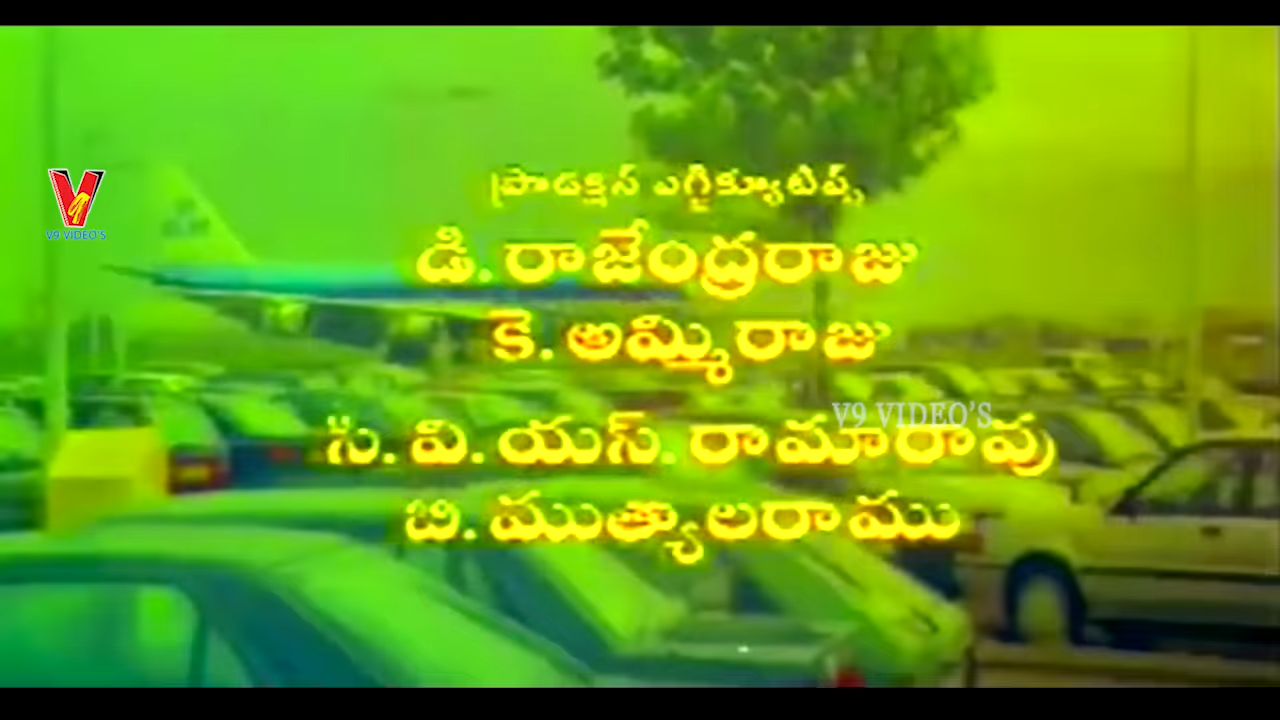 ప్రొడక్షన్ ఎగ్జిక్యూటివ్స్
డి. రాజేంద్రరాజు
కె. అమ్మిరాజు
సి. వి. యస్. రామారావు
బి. ముత్యాలరాము
V9 VIDEO'S
V9 VIDEO'S